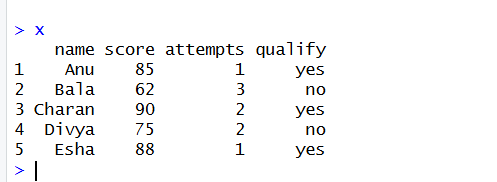 > x
    name score attempts qualify
1    Anu    85        1     yes
2   Bala    62        3      no
3 Charan    90        2     yes
4  Divya    75        2      no
5   Esha    88        1     yes
>